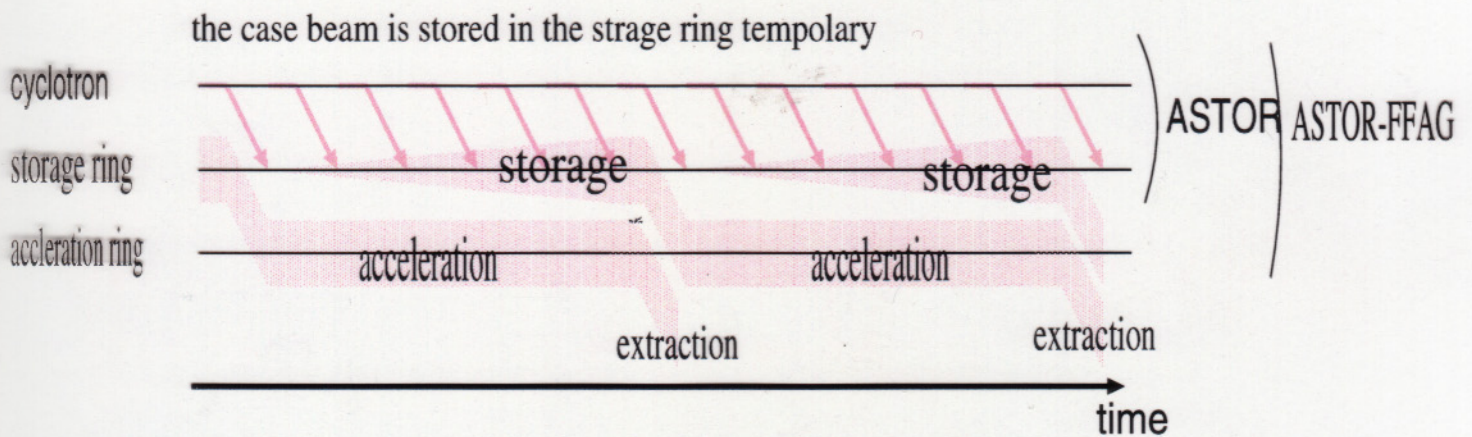 the case beam is stored in the strage ring tempolary
cyclotron
storage ring
storage
storage
accleration ring
acceleration
acceleration
ASTOR
ASTOR-FFAG
extraction
extraction
time